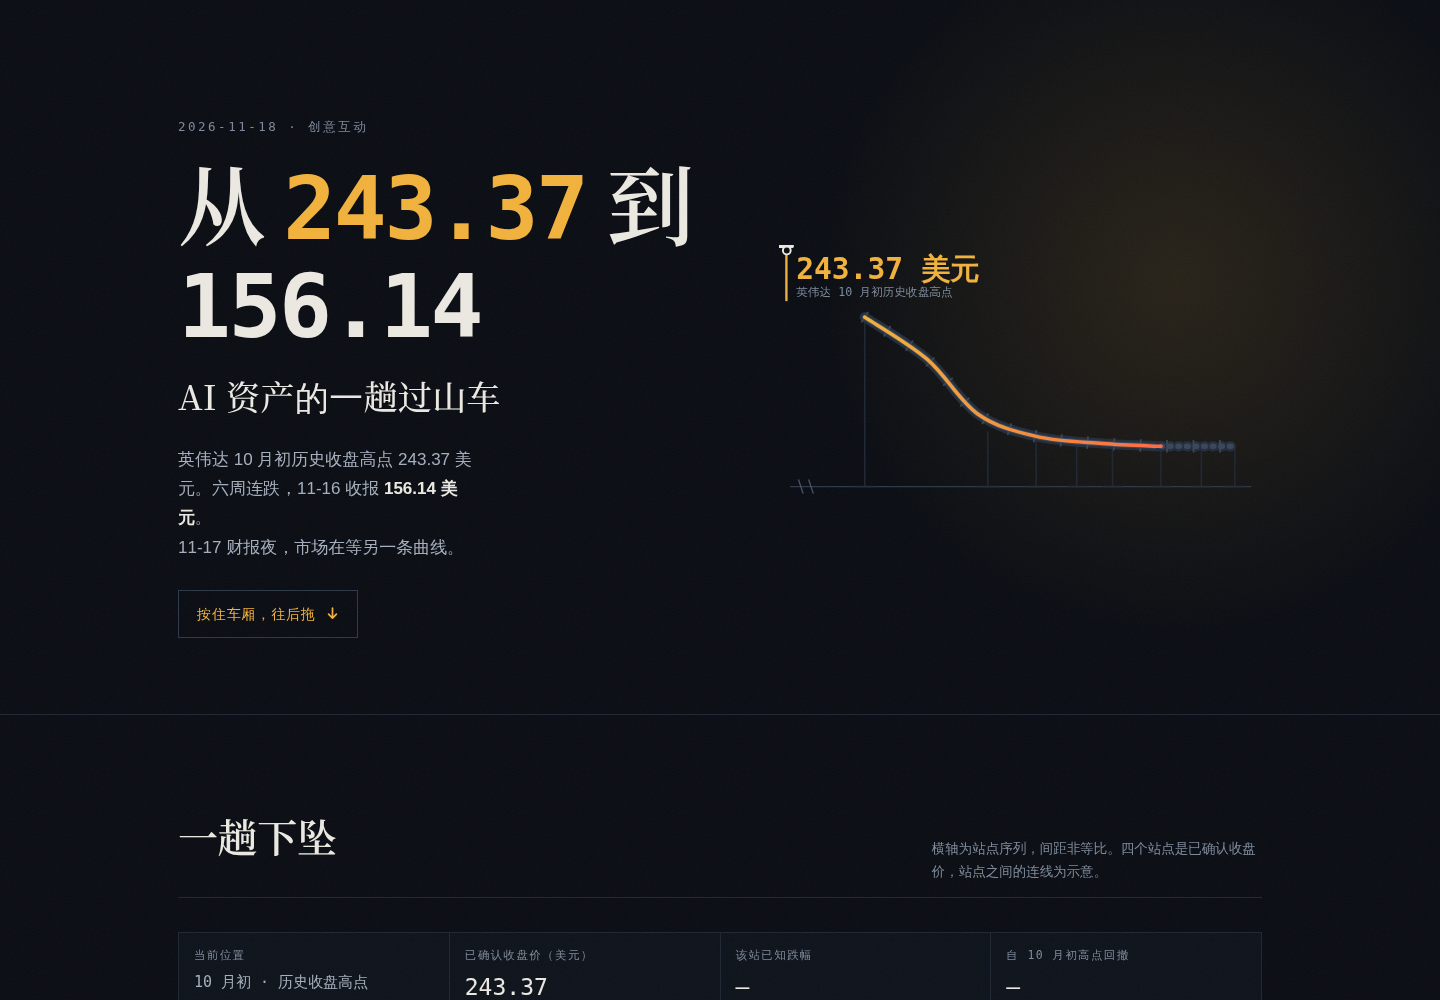 2026-11-18 · 创意互动
从 243.37 到
156.14
AI 资产的一趟过山车
英伟达 10 月初历史收盘高点 243.37 美
元。六周连跌，11-16 收报 156.14 美
元。
11-17 财报夜，市场在等另一条曲线。
按住车厢，往后拖 ↓
243.37 美元
英伟达 10 月初历史收盘高点
一趟下坠
横轴为站点序列，间距非等比。四个站点是已确认收盘
价，站点之间的连线为示意。
当前位置
10 月初 · 历史收盘高点
已确认收盘价（美元）
243.37
该站已知跌幅
—
自 10 月初高点回撤
—